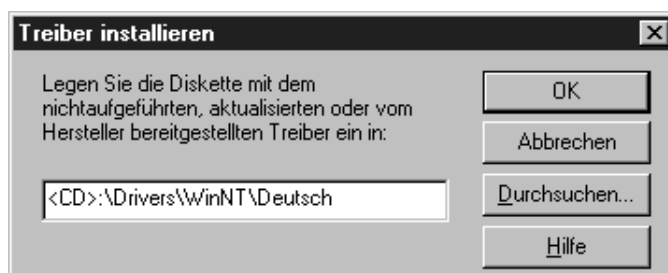 Treiber installieren
Legen Sie die Diskette mit dem
nichtaufgeführten, aktualisierten oder vom
Hersteller bereitgestellten Treiber ein in:
<CD>:\Drivers\WinNT\Deutsch
OK
Abbrechen
Durchsuchen...
Hilfe